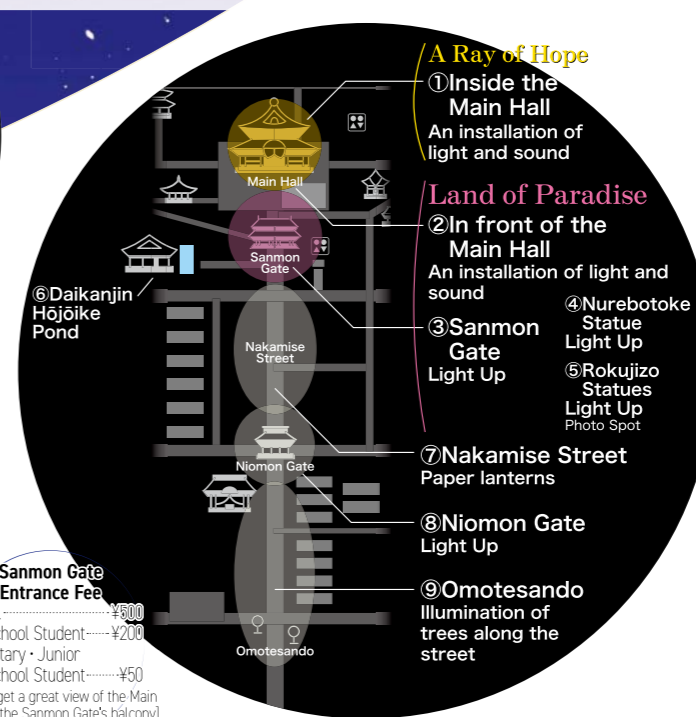 A Ray of Hope
①Inside the
Main Hall
An installation of
light and sound
Land of Paradise
②In front of the
Main Hall
An installation of light and
sound
③Sanmon
Gate
Light Up
④Nurebotoke
Statue
Light Up
⑤Rokujizo
Statues
Light Up
Photo Spot
⑥Daikanjin
Hōjōike
Pond
⑦Nakamise Street
Paper lanterns
⑧Niomon Gate
Light Up
⑨Omotesando
Illumination of
trees along the
street
Main Hall
Sanmon
Gate
Nakamise
Street
Niomon Gate
Omotesando
Sanmon Gate
Entrance Fee
¥500
School Student ¥200
tary・Junior
School Student ¥50
get a great view of the Main
the Sanmon Gate's balcony]